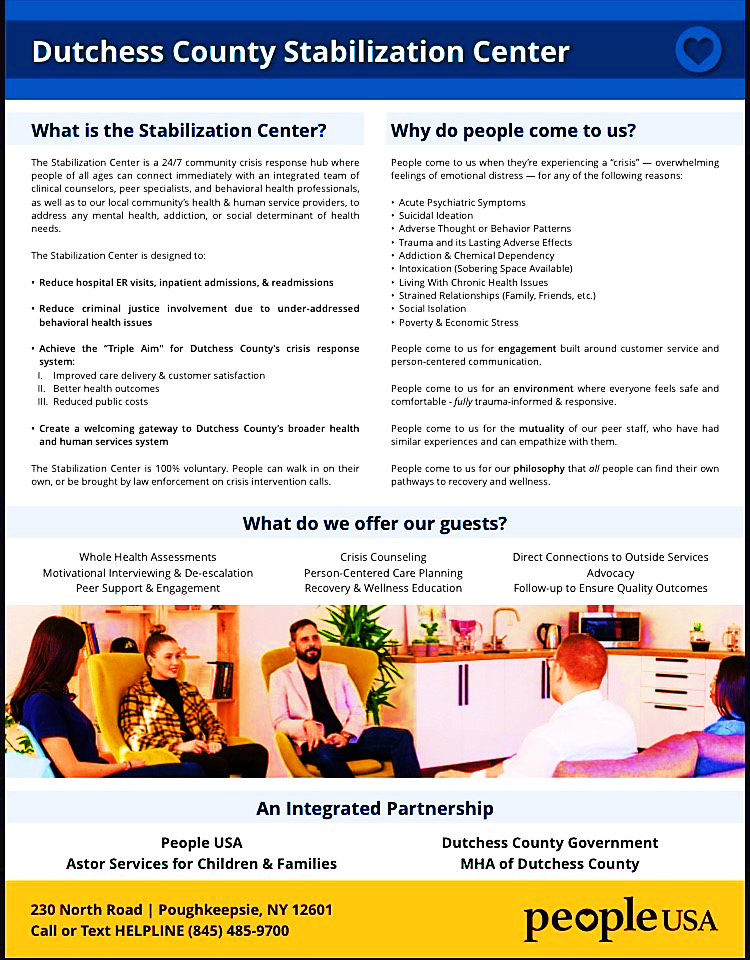 Dutchess County Stabilization Center
What is the Stabilization Center?
The Stabilization Center is a 24/7 community crisis response hub where
people of all ages can connect immediately with an integrated team of
clinical counselors, peer specialists, and behavioral health professionals,
as well as to our local community's health & human service providers, to
address any mental health, addiction, or social determinant of health
needs.
The Stabilization Center is designed to:
• Reduce hospital ER visits, inpatient admissions, & readmissions
• Reduce criminal justice involvement due to under-addressed
behavioral health issues
• Achieve the "Triple Aim" for Dutchess County's crisis response
system:
I. Improved care delivery & customer satisfaction
II. Better health outcomes
III. Reduced public costs
• Create a welcoming gateway to Dutchess County's broader health
and human services system
The Stabilization Center is 100% voluntary. People can walk in on their
own, or be brought by law enforcement on crisis intervention calls.
Why do people come to us?
People come to us when they're experiencing a "crisis" — overwhelming
feelings of emotional distress — for any of the following reasons:
• Acute Psychiatric Symptoms
• Suicidal Ideation
• Adverse Thought or Behavior Patterns
• Trauma and its Lasting Adverse Effects
• Addiction & Chemical Dependency
• Intoxication (Sobering Space Available)
• Living With Chronic Health Issues
• Strained Relationships (Family, Friends, etc.)
• Social Isolation
• Poverty & Economic Stress
People come to us for engagement built around customer service and
person-centered communication.
People come to us for an environment where everyone feels safe and
comfortable - fully trauma-informed & responsive.
People come to us for the mutuality of our peer staff, who have had
similar experiences and can empathize with them.
People come to us for our philosophy that all people can find their own
pathways to recovery and wellness.
What do we offer our guests?
Whole Health Assessments
Motivational Interviewing & De-escalation
Peer Support & Engagement
Crisis Counseling
Person-Centered Care Planning
Recovery & Wellness Education
Direct Connections to Outside Services
Advocacy
Follow-up to Ensure Quality Outcomes
An Integrated Partnership
People USA
Astor Services for Children & Families
Dutchess County Government
MHA of Dutchess County
230 North Road | Poughkeepsie, NY 12601
Call or Text HELPLINE (845) 485-9700
people USA